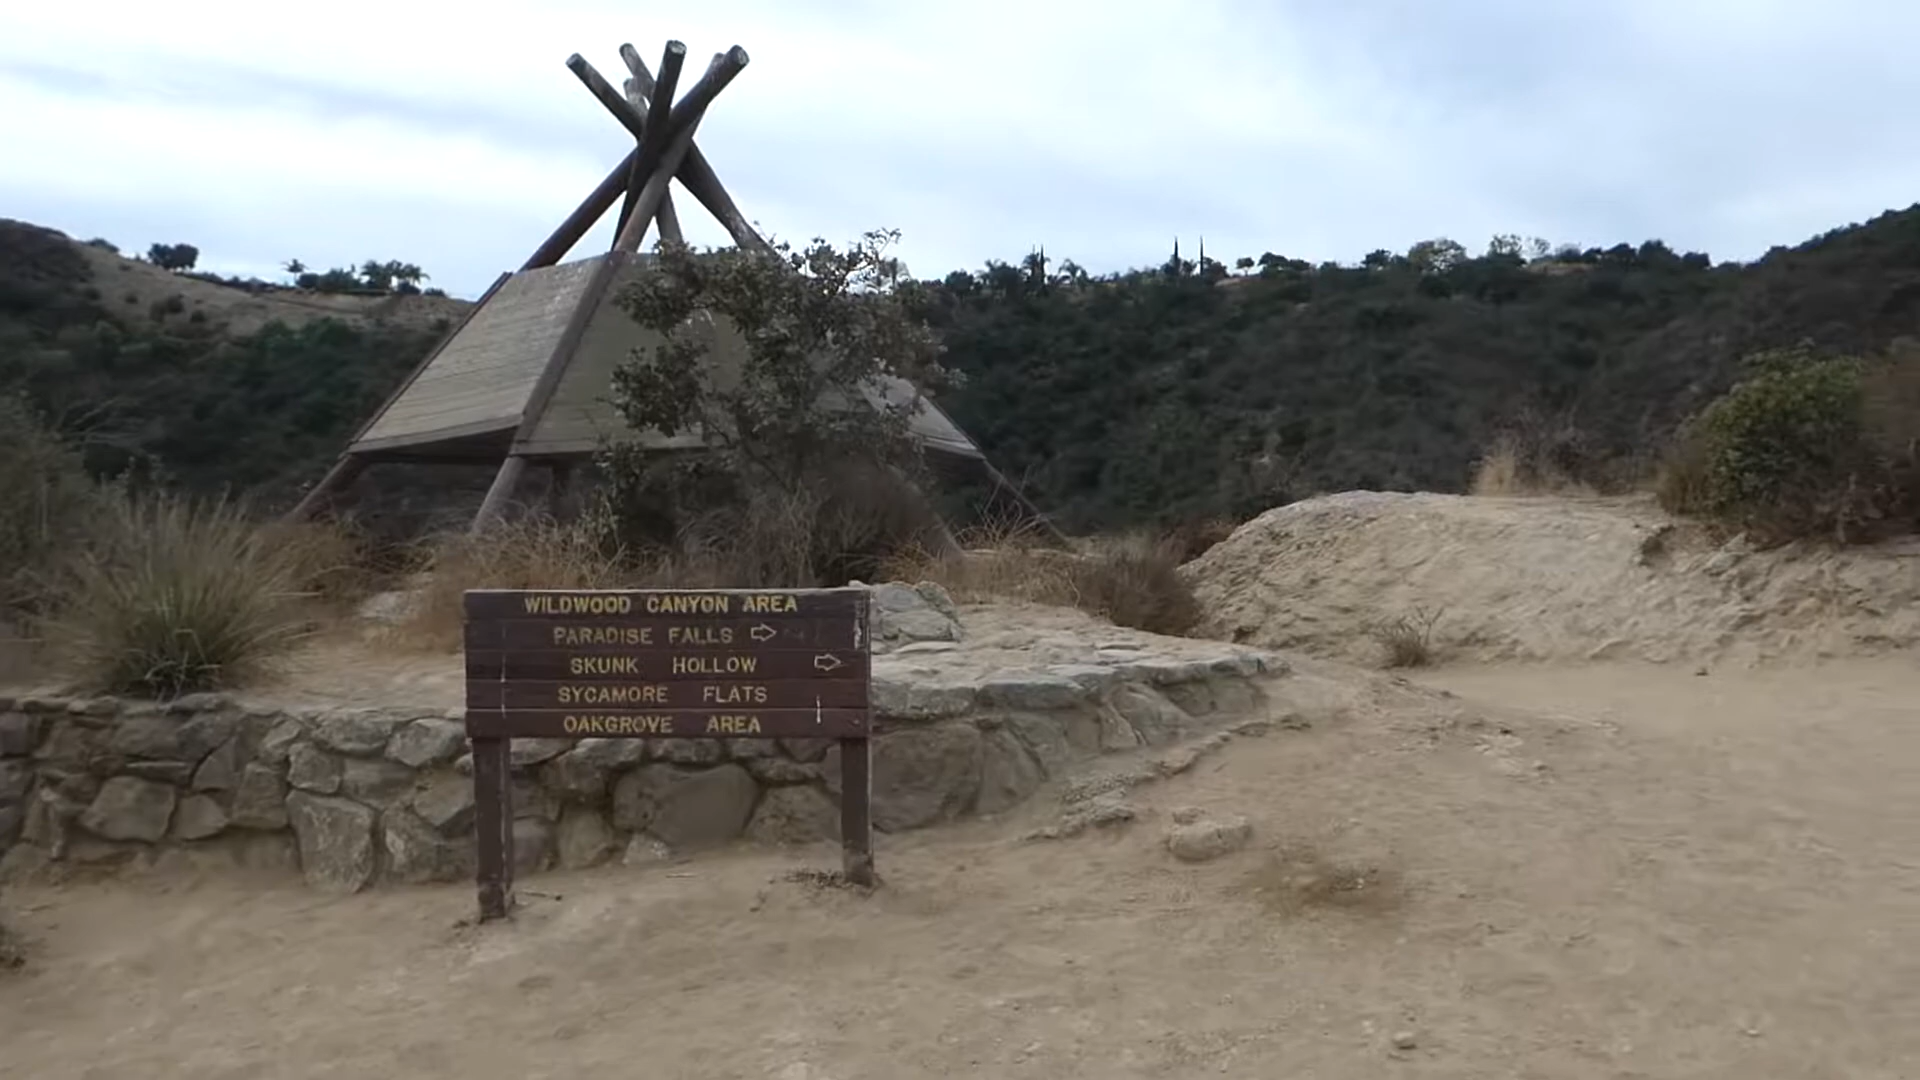 WILDWOOD CANYON AREA
PARADISE FALLS
SKUNK HOLLOW
SYCAMORE FLATS
OAKGROVE AREA